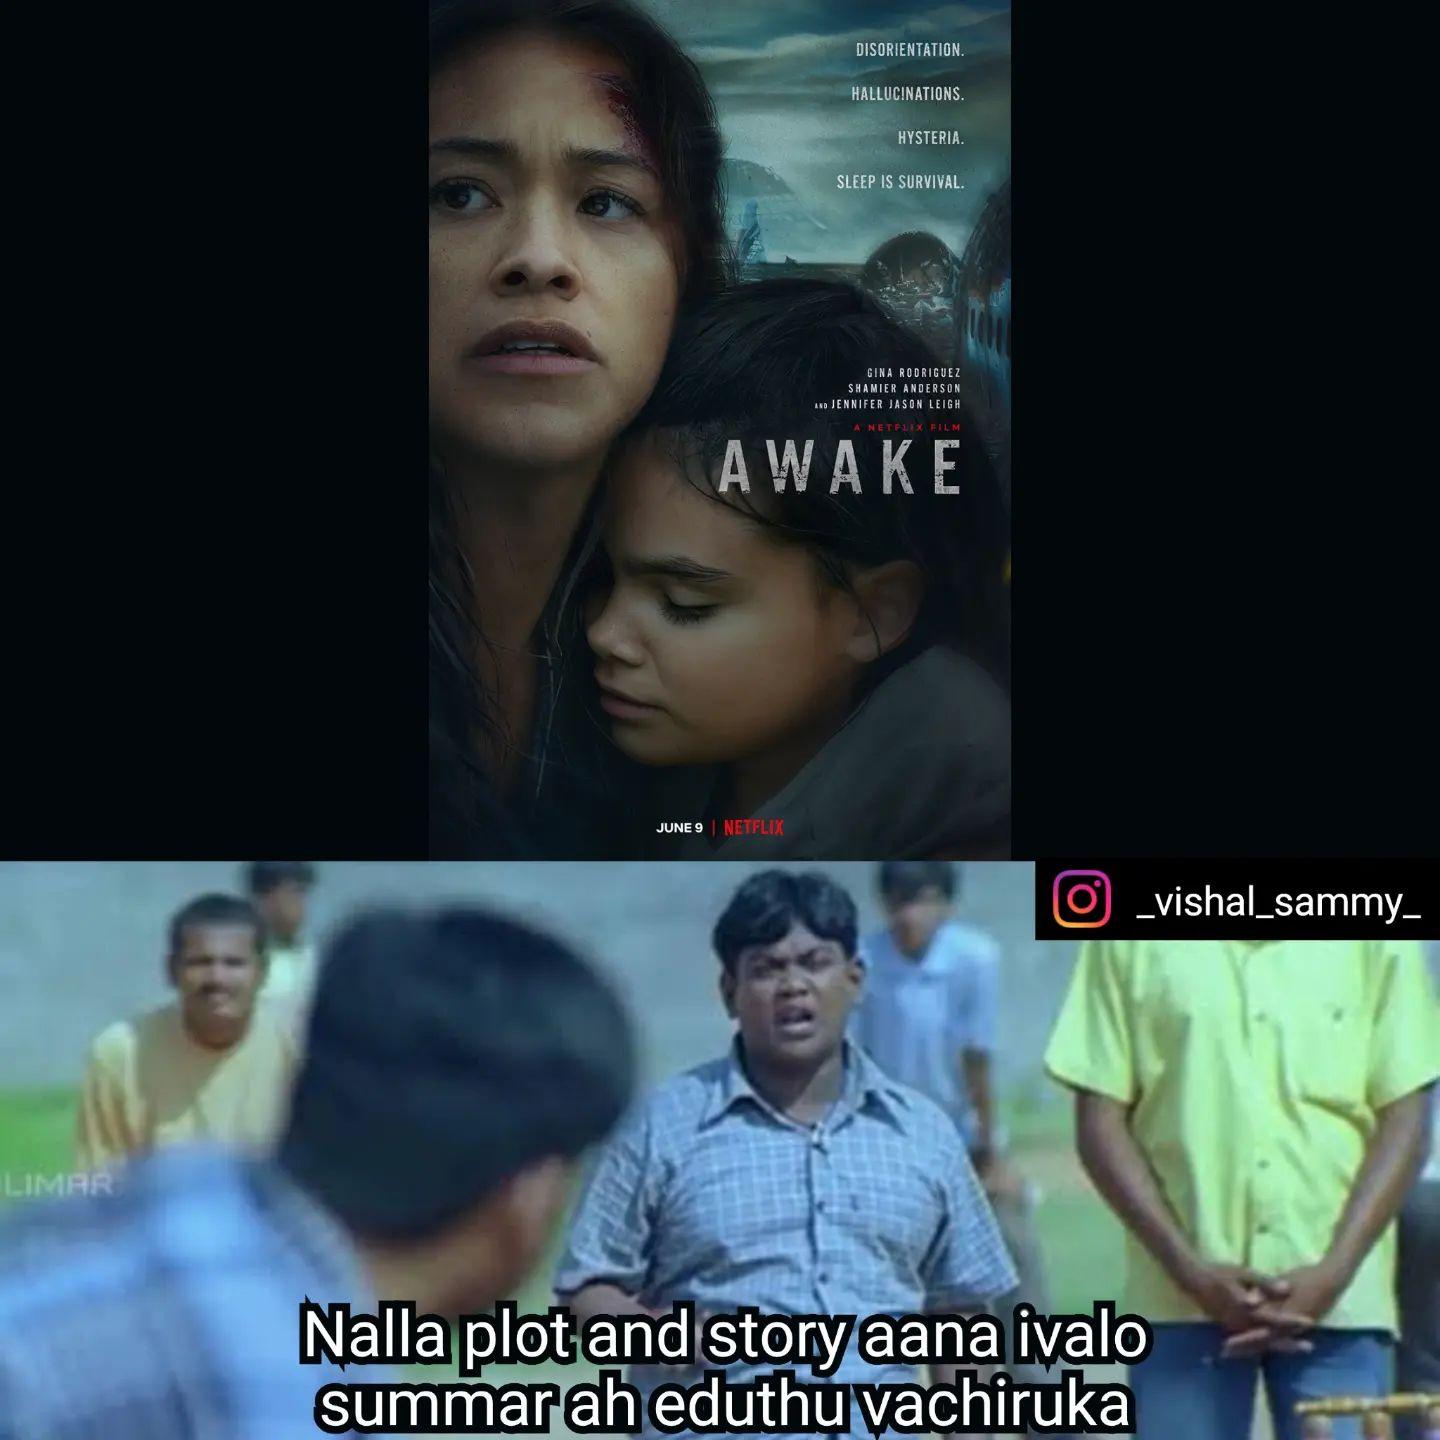 DISORIENTATION.
HALLUCINATIONS.
HYSTERIA.
SLEEP IS SURVIVAL.
GINA RODRIGUEZ
SHAMIER ANDERSON
AND JENNIFER JASON LEIGH
A NETFLIX FILM
AWAKE
JUNE 9 | NETFLIX
_vishal_sammy_
LIMAR
Nalla plot and story aana ivalo
summar ah eduthu vachiruka